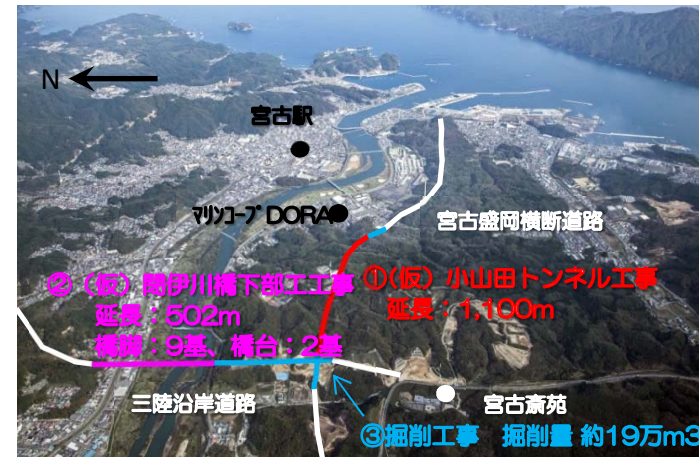 N
宮古駅
マリンコープDORA
宮古盛岡横断道路
①(仮)小山田トンネル工事
延長：1,100m
②(仮)閉伊川橋下部工工事
延長：502m
橋脚：9基、橋台：2基
三陸沿岸道路
宮古斎苑
③掘削工事 掘削量 約19万m3